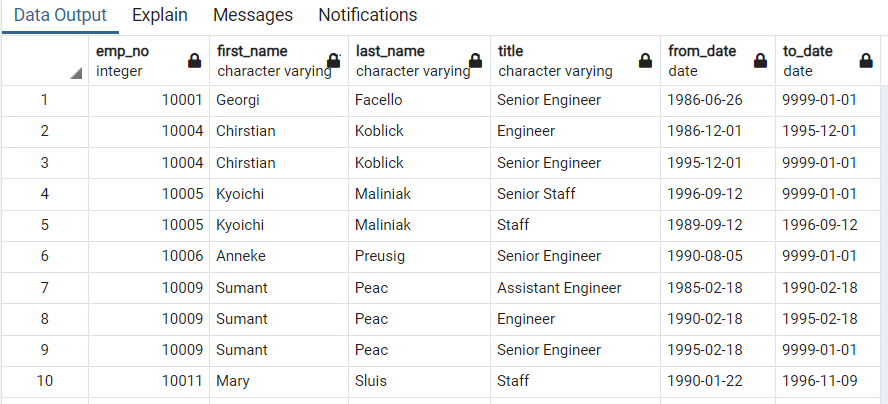 Data Output Explain Messages Notifications
emp_no first_name last_name title from_date to_date
integer character varying character varying character varying date date
1 10001 Georgi Facello Senior Engineer 1986-06-26 9999-01-01
2 10004 Chirstian Koblick Engineer 1986-12-01 1995-12-01
3 10004 Chirstian Koblick Senior Engineer 1995-12-01 9999-01-01
4 10005 Kyoichi Maliniak Senior Staff 1996-09-12 9999-01-01
5 10005 Kyoichi Maliniak Staff 1989-09-12 1996-09-12
6 10006 Anneke Preusig Senior Engineer 1990-08-05 9999-01-01
7 10009 Sumant Peac Assistant Engineer 1985-02-18 1990-02-18
8 10009 Sumant Peac Engineer 1990-02-18 1995-02-18
9 10009 Sumant Peac Senior Engineer 1995-02-18 9999-01-01
10 10011 Mary Sluis Staff 1990-01-22 1996-11-09